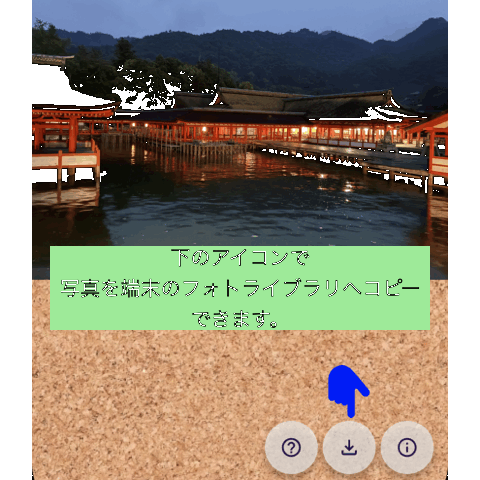 下のアイコンで
写真を端末のフォトライブラリへコピー
できます。